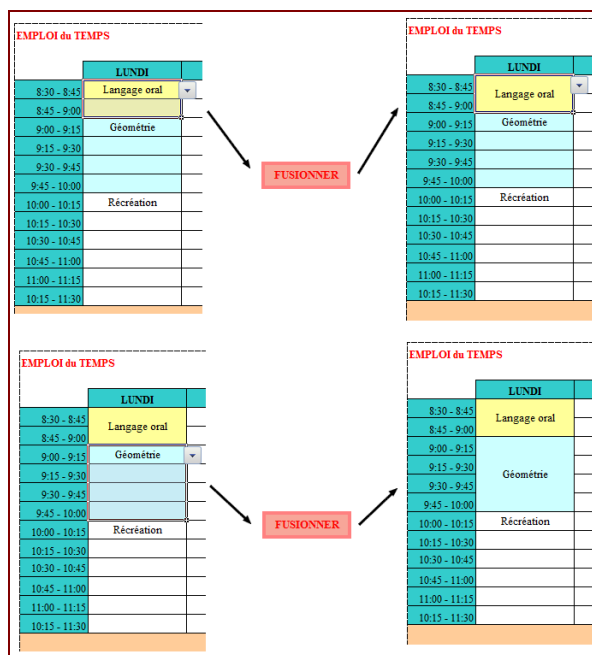 EMPLOI du TEMPS
LUNDI
8:30 - 8:45 Langage oral
8:45 - 9:00
9:00 - 9:15 Géométrie
9:15 - 9:30
9:30 - 9:45
9:45 - 10:00
10:00 - 10:15 Récréation
10:15 - 10:30
10:30 - 10:45
10:45 - 11:00
11:00 - 11:15
10:15 - 11:30
FUSIONNER
EMPLOI du TEMPS
LUNDI
8:30 - 8:45
Langage oral
8:45 - 9:00
9:00 - 9:15 Géométrie
9:15 - 9:30
9:30 - 9:45
9:45 - 10:00
10:00 - 10:15 Récréation
10:15 - 10:30
10:30 - 10:45
10:45 - 11:00
11:00 - 11:15
10:15 - 11:30
EMPLOI du TEMPS
LUNDI
8:30 - 8:45
Langage oral
8:45 - 9:00
9:00 - 9:15 Géométrie
9:15 - 9:30
9:30 - 9:45
9:45 - 10:00
10:00 - 10:15 Récréation
10:15 - 10:30
10:30 - 10:45
10:45 - 11:00
11:00 - 11:15
10:15 - 11:30
FUSIONNER
EMPLOI du TEMPS
LUNDI
8:30 - 8:45
Langage oral
8:45 - 9:00
9:00 - 9:15
9:15 - 9:30
Géométrie
9:30 - 9:45
9:45 - 10:00
10:00 - 10:15 Récréation
10:15 - 10:30
10:30 - 10:45
10:45 - 11:00
11:00 - 11:15
10:15 - 11:30